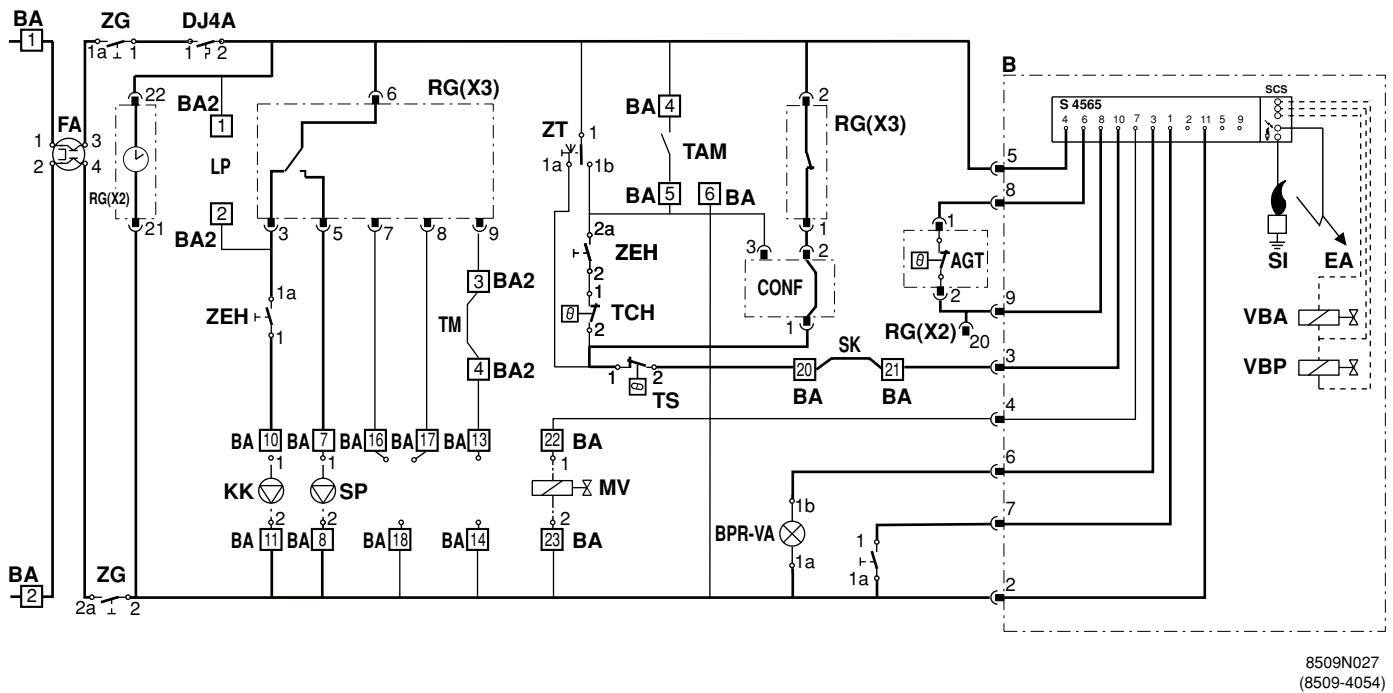 BA ZG DJ4A
1 1a 1 1 2
B
SCS
S 4565
4 6 8 10 7 3 1 2 11 5 9
22 6 RG(X3) 2
BA2 BA 4 RG(X3)
1 ZT 1
FA
1 3
2 4
LP 1a 1b TAM
5
RG(X2)
BA 5 6 BA
8
2
BA2
21 3 5 7 8 9 1 1
2a 3 2
ZEH
θ AGT
SI EA
3 BA2 2 CONF
1a 1 2 9
ZEH TM θ TCH RG(X2) 20 VBA
1 2 1
SK
4 BA2 1 2 20 21 3
TS BA BA
VBP
4
BA 10 BA 7 BA 16 BA 17 BA 13 22 BA
1 1 1 6
KK SP MV 1b
2 2 2 BPR-VA 7
BA 11 BA 8 BA 18 BA 14 23 BA 1a 1
1a
BA ZG
2 2a 2 2
8509N027
(8509-4054)